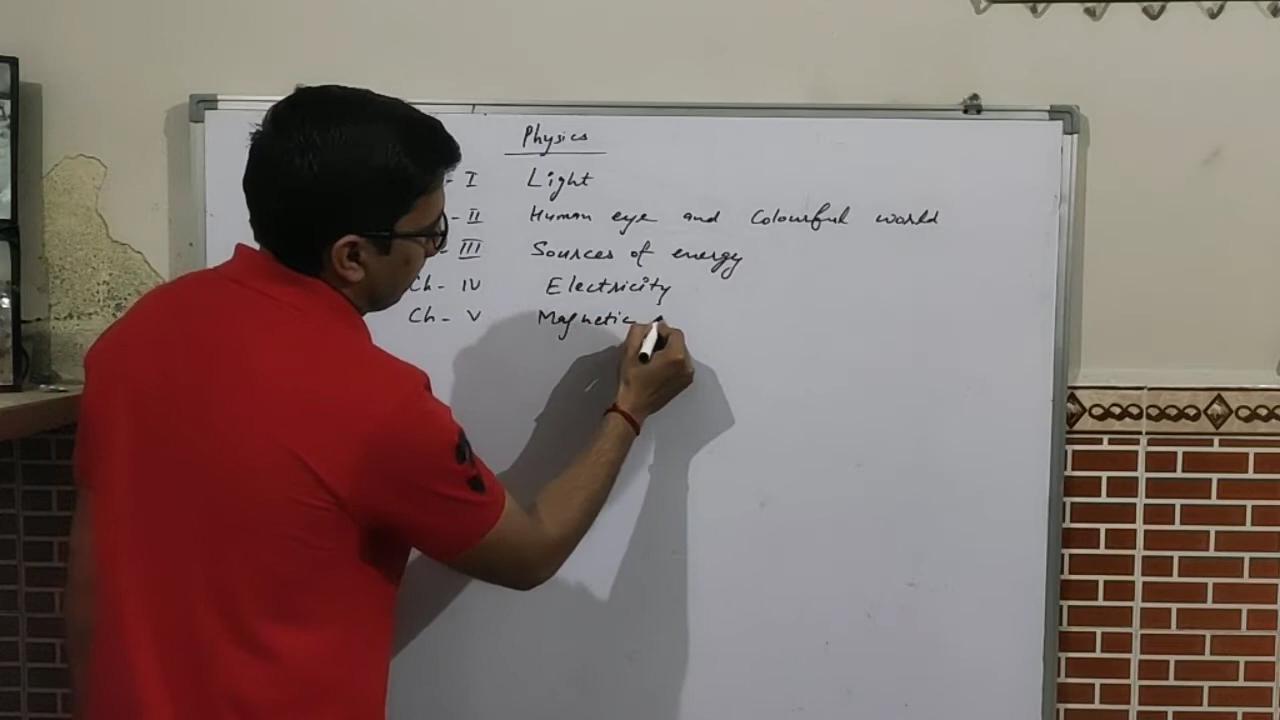 Physics
- I Light
- II Human eye and Colourful world
- III Sources of energy
Ch- IV Electricity
Ch- V Magnetic